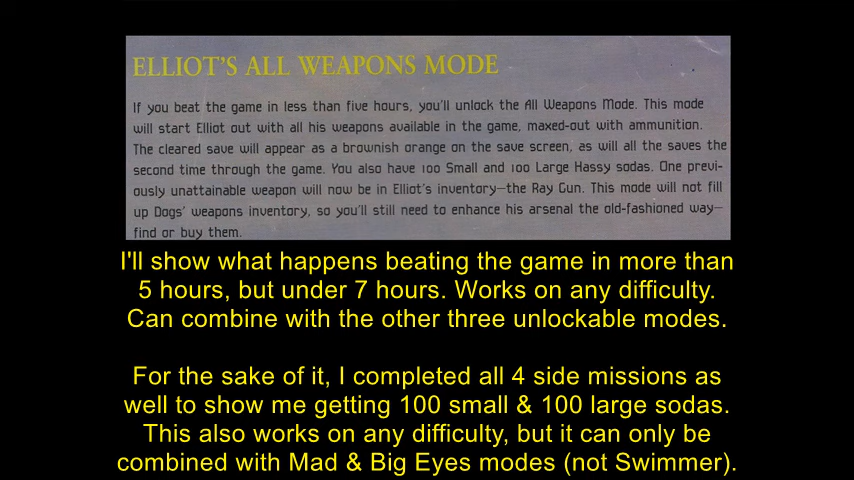 ELLIOT'S ALL WEAPONS MODE
If you beat the game in less than five hours, you'll unlock the All Weapons Mode. This mode
will start Elliot out with all his weapons available in the game, maxed-out with ammunition.
The cleared save will appear as a brownish orange on the save screen, as will all the saves the
second time through the game. You also have 100 Small and 100 Large Hassy sodas. One previ-
ously unattainable weapon will now be in Elliot's inventory—the Ray Gun. This mode will not fill
up Dogs' weapons inventory, so you'll still need to enhance his arsenal the old-fashioned way—
find or buy them.
I'll show what happens beating the game in more than
5 hours, but under 7 hours. Works on any difficulty.
Can combine with the other three unlockable modes.
For the sake of it, I completed all 4 side missions as
well to show me getting 100 small & 100 large sodas.
This also works on any difficulty, but it can only be
combined with Mad & Big Eyes modes (not Swimmer).